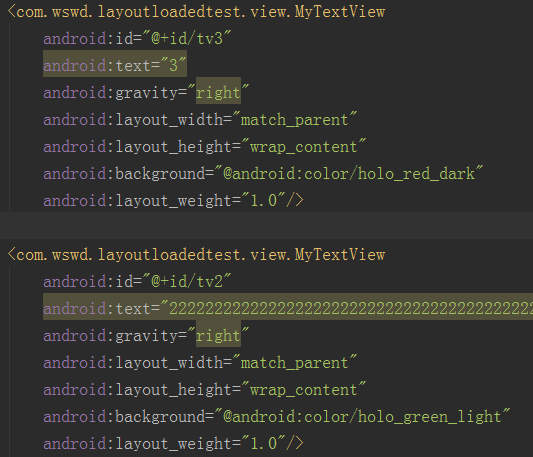 <com.wswd.layoutloadedtest.view.MyTextView
android:id="@+id/tv3"
android:text="3"
android:gravity="right"
android:layout_width="match_parent"
android:layout_height="wrap_content"
android:background="@android:color/holo_red_dark"
android:layout_weight="1.0"/>
<com.wswd.layoutloadedtest.view.MyTextView
android:id="@+id/tv2"
android:text="2222222222222222222222222222222222222222
android:gravity="right"
android:layout_width="match_parent"
android:layout_height="wrap_content"
android:background="@android:color/holo_green_light"
android:layout_weight="1.0"/>